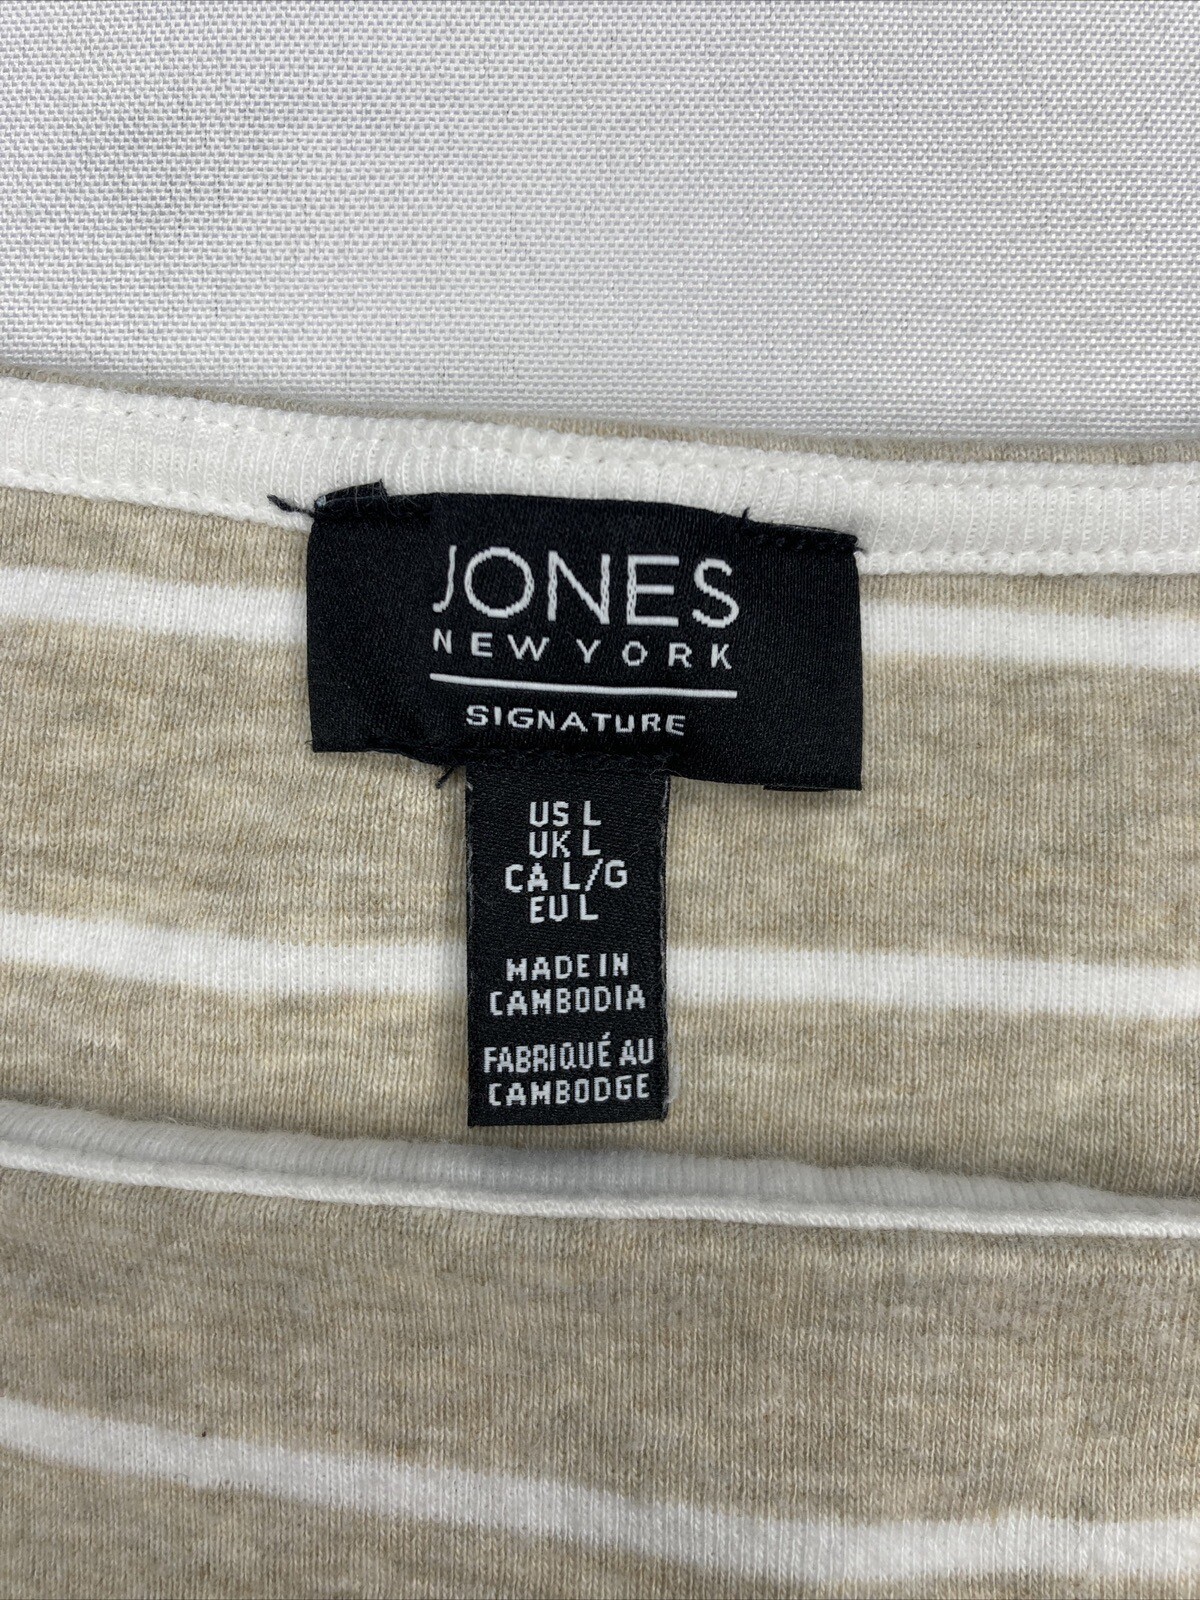 JONES
NEW YORK
SIGNATURE
US L
UK L
CA L/G
EU L
MADE IN
CAMBODIA
FABRIQUÉ AU
CAMBODGE